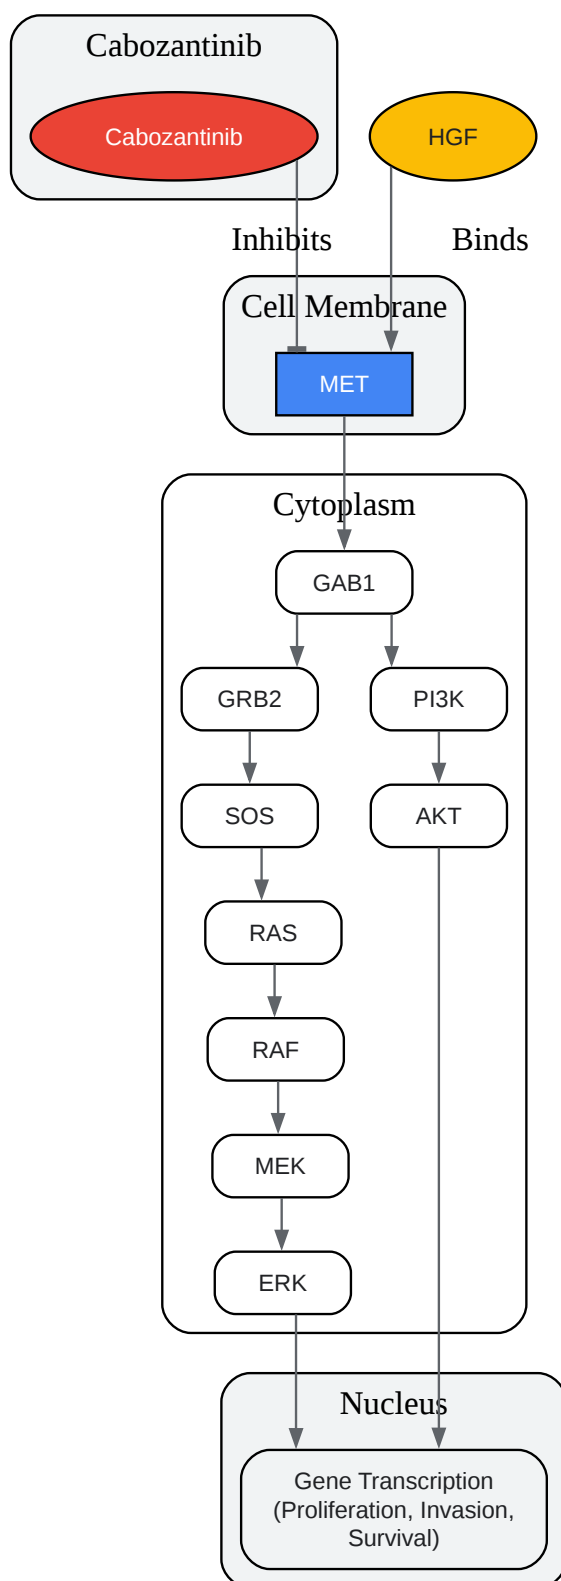 Cabozantinib
Cabozantinib
HGF
Inhibits
Binds
Cell Membrane
MET
Cytoplasm
GAB1
GRB2
PI3K
SOS
AKT
RAS
RAF
MEK
ERK
Nucleus
Gene Transcription
(Proliferation, Invasion,
Survival)